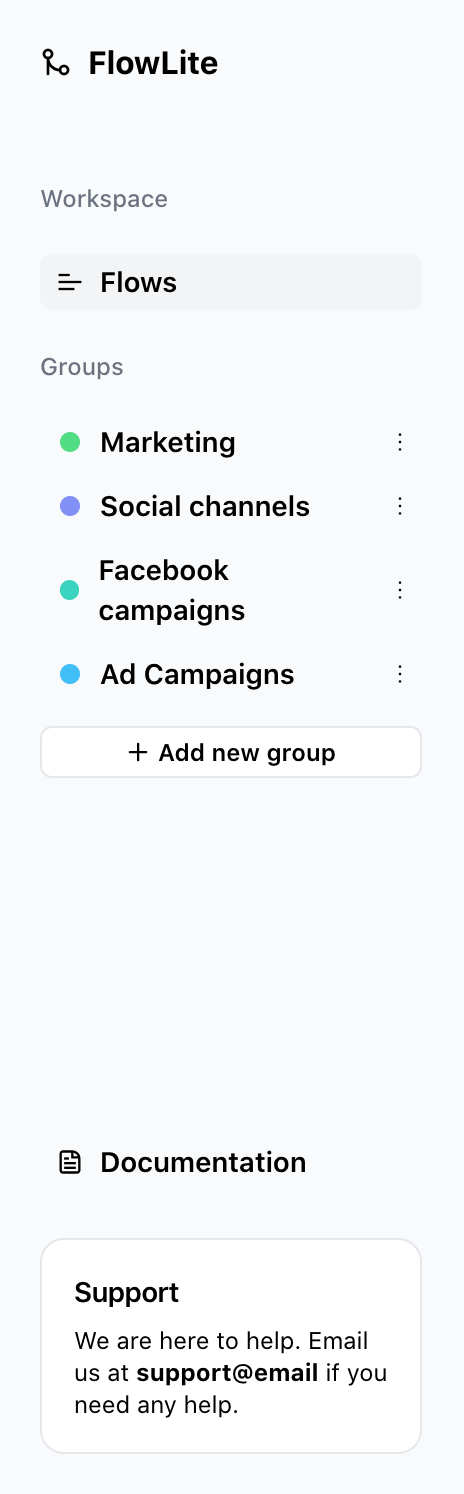 FlowLite
Workspace
Flows
Groups
Marketing
Social channels
Facebook
campaigns
Ad Campaigns
+ Add new group
Documentation
Support
We are here to help. Email
us at support@email if you
need any help.